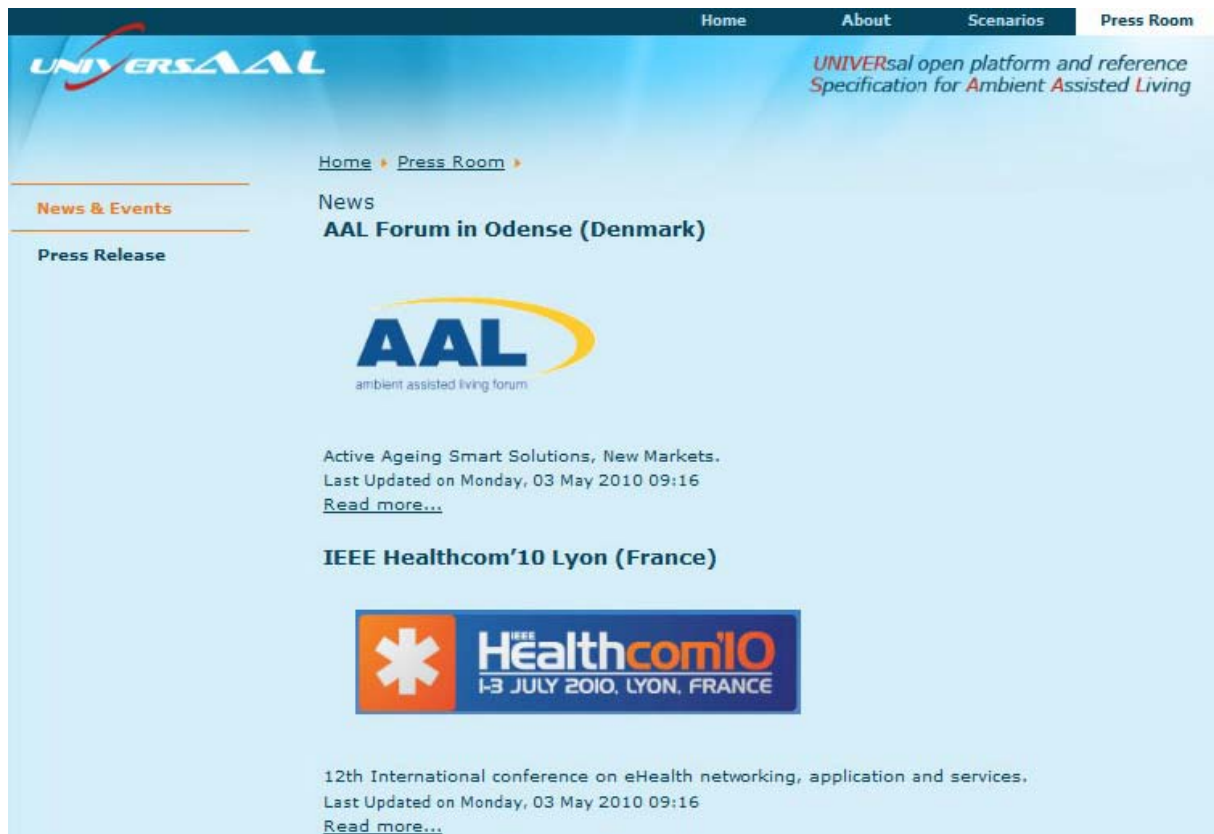 Home About Scenarios Press Room
UNIVERSAAL
UNIVERsal open platform and reference
Specification for Ambient Assisted Living
Home Press Room
News & Events
Press Release
News
AAL Forum in Odense (Denmark)
AAL
ambient assisted living forum
Active Ageing Smart Solutions, New Markets.
Last Updated on Monday, 03 May 2010 09:16
Read more...
IEEE Healthcom'10 Lyon (France)
IEEE
Healthcom'10
1-3 JULY 2010, LYON, FRANCE
12th International conference on eHealth networking, application and services.
Last Updated on Monday, 03 May 2010 09:16
Read more...